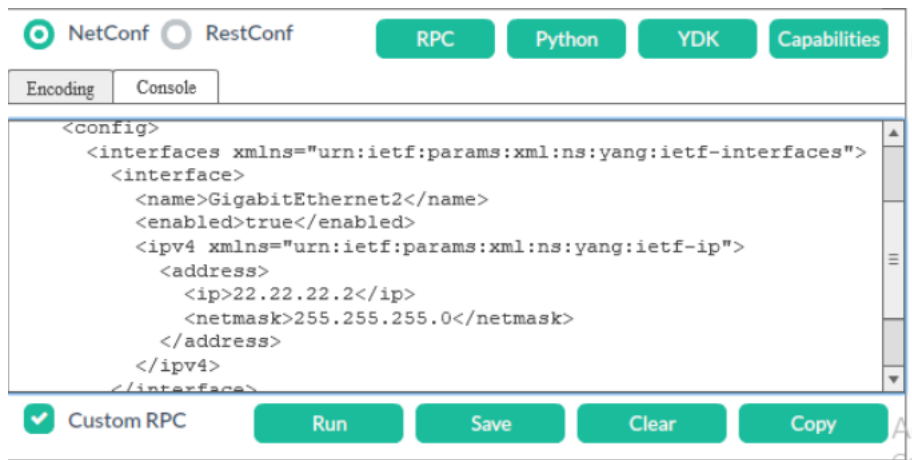 NetConf RestConf RPC Python YDK Capabilities
Encoding Console
<config>
<interfaces xmlns="urn:ietf:params:xml:ns:yang:ietf-interfaces">
<interface>
<name>GigabitEthernet2</name>
<enabled>true</enabled>
<ipv4 xmlns="urn:ietf:params:xml:ns:yang:ietf-ip">
<address>
<ip>22.22.22.2</ip>
<netmask>255.255.255.0</netmask>
</address>
</ipv4>
</interface>
Custom RPC Run Save Clear Copy